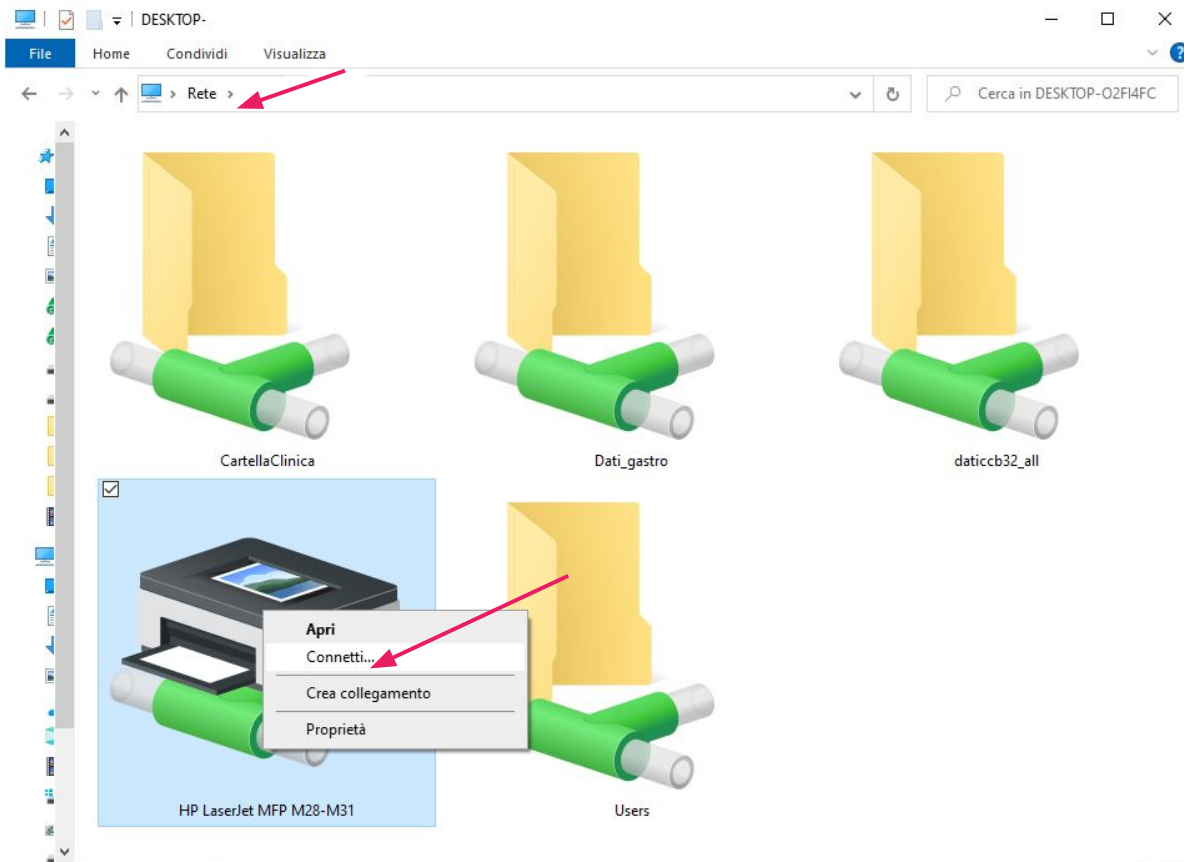 DESKTOP-
File Home Condividi Visualizza
Rete
Cerca in DESKTOP-O2FI4FC
CartellaClinica Dati_gastro daticcb32_all
Apri
Connetti...
Crea collegamento
Proprietà
HP LaserJet MFP M28-M31 Users